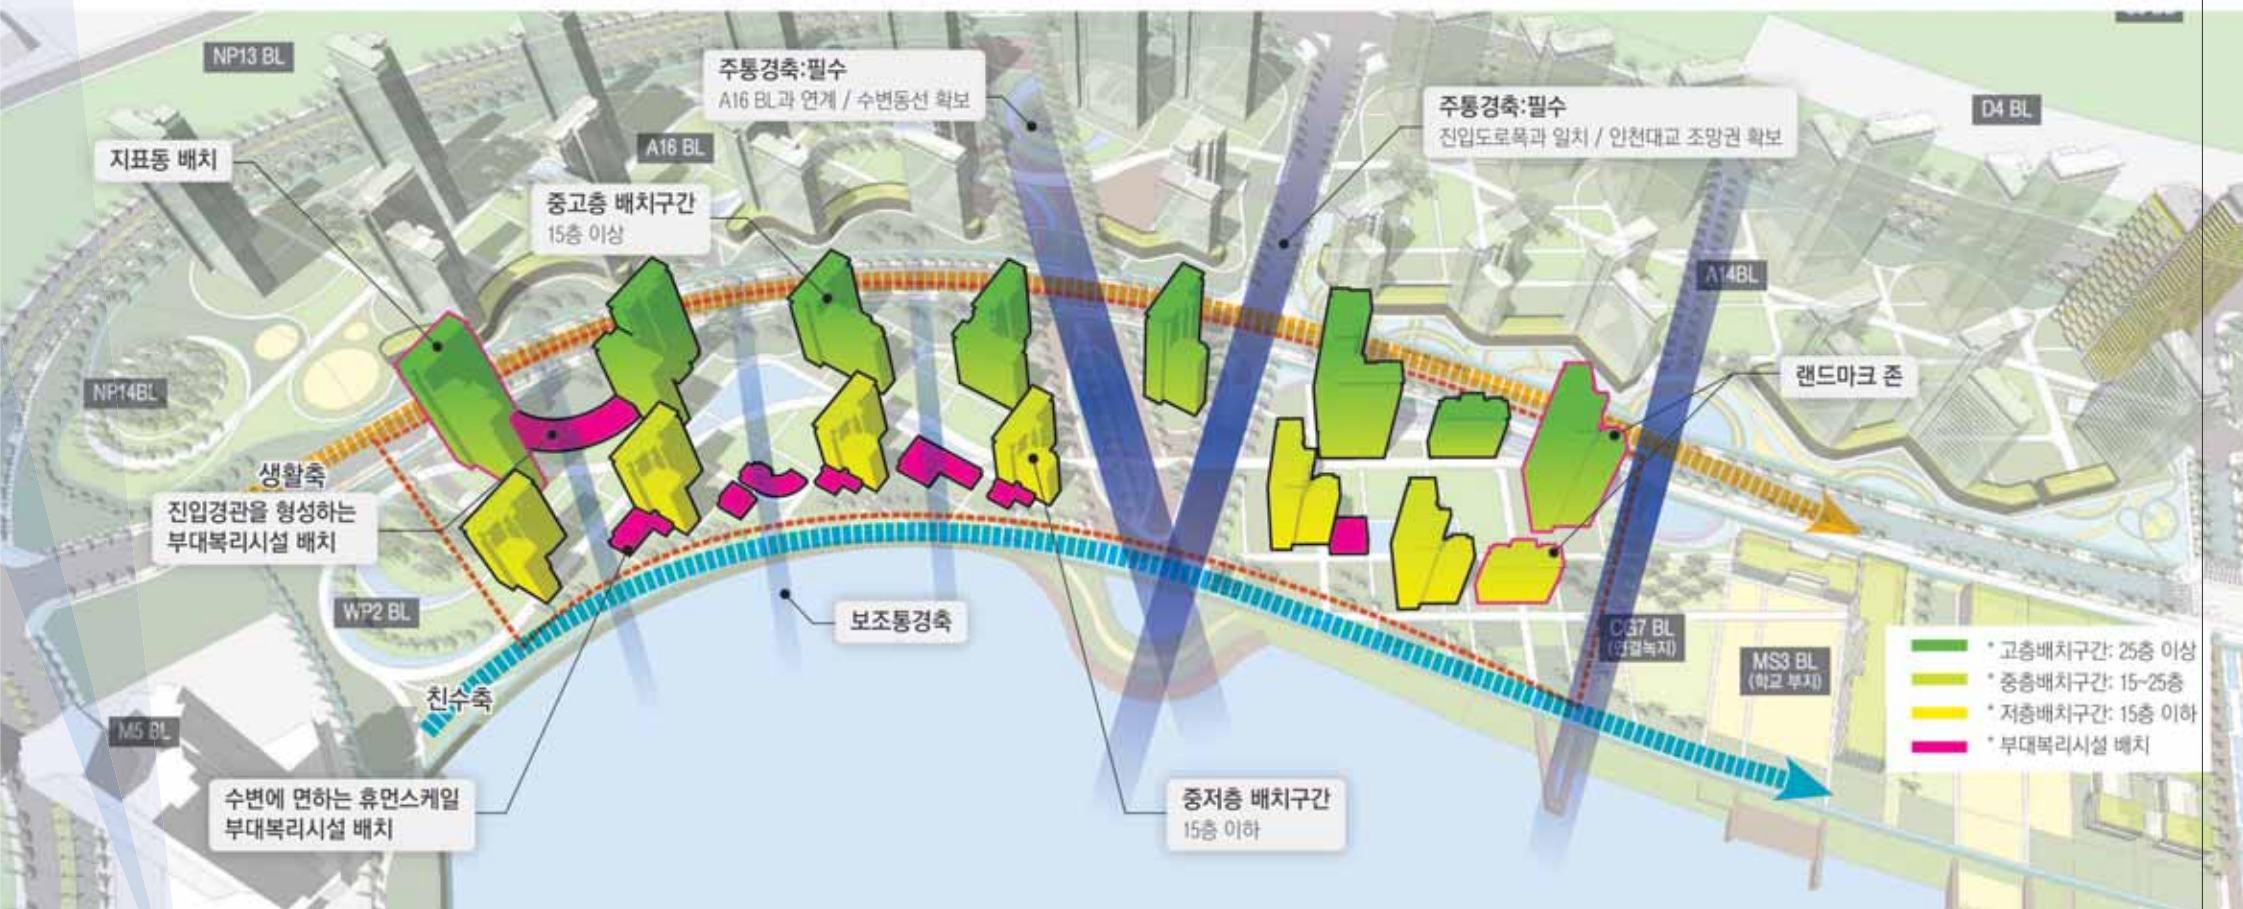 NP13 BL
주통경축:필수
A16 BL과 연계 / 수변동선 확보
주통경축:필수
진입도로폭과 일치 / 인천대교 조망권 확보
D4 BL
지표동 배치
A16 BL
중고층 배치구간
15층 이상
A14BL
NP14BL
랜드마크 존
생활축
진입경관을 형성하는
부대복리시설 배치
WP2 BL
보조통경축
CG7 BL
(연결녹지)
MS3 BL
(학교 부지)
* 고층배치구간: 25층 이상
* 중층배치구간: 15~25층
* 저층배치구간: 15층 이하
* 부대복리시설 배치
친수축
M5 BL
수변에 면하는 휴먼스케일
부대복리시설 배치
중저층 배치구간
15층 이하